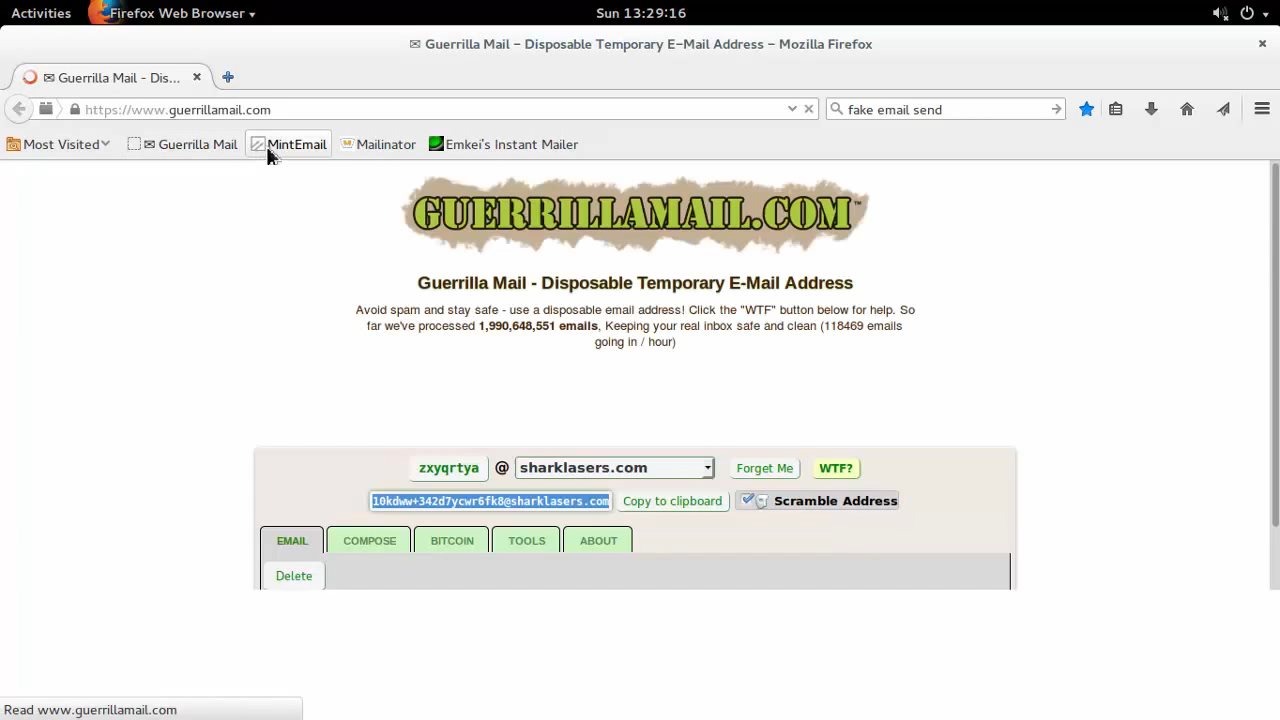 Activities Firefox Web Browser Sun 13:29:16
✉ Guerrilla Mail – Disposable Temporary E–Mail Address – Mozilla Firefox
✉ Guerrilla Mail - Dis...
https://www.guerrillamail.com fake email send
Most Visited ✉ Guerrilla Mail MintEmail Mailinator Emkei's Instant Mailer
GUERRILLAMAIL.COM™
Guerrilla Mail - Disposable Temporary E-Mail Address
Avoid spam and stay safe - use a disposable email address! Click the "WTF" button below for help. So
far we've processed 1,990,648,551 emails, Keeping your real inbox safe and clean (118469 emails
going in / hour)
zxyqrtya @ sharklasers.com Forget Me WTF?
10kdww+342d7ycwr6fk8@sharklasers.com Copy to clipboard Scramble Address
EMAIL COMPOSE BITCOIN TOOLS ABOUT
Delete
Read www.guerrillamail.com